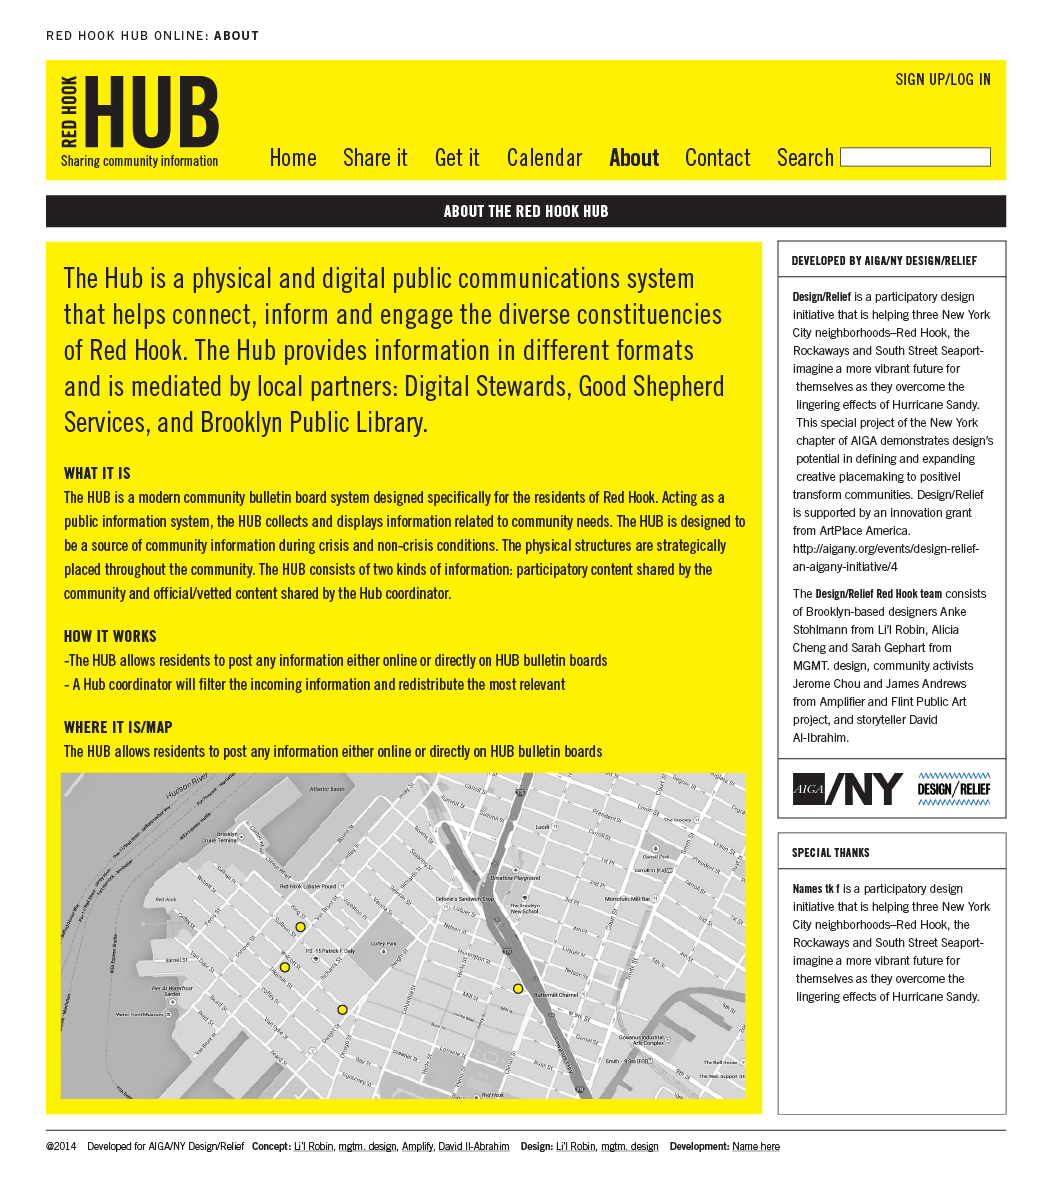 RED HOOK HUB ONLINE: ABOUT
SIGN UP/LOG IN
RED HOOK
HUB
Sharing community information
Home Share it Get it Calendar About Contact Search
ABOUT THE RED HOOK HUB
The Hub is a physical and digital public communications system
that helps connect, inform and engage the diverse constituencies
of Red Hook. The Hub provides information in different formats
and is mediated by local partners: Digital Stewards, Good Shepherd
Services, and Brooklyn Public Library.
WHAT IT IS
The HUB is a modern community bulletin board system designed specifically for the residents of Red Hook. Acting as a
public information system, the HUB collects and displays information related to community needs. The HUB is designed to
be a source of community information during crisis and non-crisis conditions. The physical structures are strategically
placed throughout the community. The HUB consists of two kinds of information: participatory content shared by the
community and official/vetted content shared by the Hub coordinator.
HOW IT WORKS
-The HUB allows residents to post any information either online or directly on HUB bulletin boards
- A Hub coordinator will filter the incoming information and redistribute the most relevant
WHERE IT IS/MAP
The HUB allows residents to post any information either online or directly on HUB bulletin boards
Hudson River
Atlantic Basin
Brooklyn
Cruise Terminal
Red Hook Lobster Pound
Red Hook
P.S. 15 Patrick F. Daly
Coffey Park
Pier 44 Waterfront
Garden
Waterfront Museum
Lucali
Carroll Park
Dimattina Playground
Defonte's Sandwich Shop
The Brooklyn
New School
Momofuku Milk Bar
Buttermilk Channel
Gowanus Industrial
Arts Complex
Smith - 9 Sts
The Bell House
Red Hook
DEVELOPED BY AIGA/NY DESIGN/RELIEF
Design/Relief is a participatory design
initiative that is helping three New York
City neighborhoods–Red Hook, the
Rockaways and South Street Seaport-
imagine a more vibrant future for
themselves as they overcome the
lingering effects of Hurricane Sandy.
This special project of the New York
chapter of AIGA demonstrates design's
potential in defining and expanding
creative placemaking to positivel
transform communities. Design/Relief
is supported by an innovation grant
from ArtPlace America.
http://aigany.org/events/design-relief-
an-aigany-initiative/4
The Design/Relief Red Hook team consists
of Brooklyn-based designers Anke
Stohlmann from Li'l Robin, Alicia
Cheng and Sarah Gephart from
MGMT. design, community activists
Jerome Chou and James Andrews
from Amplifier and Flint Public Art
project, and storyteller David
Al-Ibrahim.
AIGA/NY
DESIGN/RELIEF
SPECIAL THANKS
Names tk f is a participatory design
initiative that is helping three New York
City neighborhoods–Red Hook, the
Rockaways and South Street Seaport-
imagine a more vibrant future for
themselves as they overcome the
lingering effects of Hurricane Sandy.
@2014 Developed for AIGA/NY Design/Relief Concept: Li'l Robin, mgtm. design, Amplify, David Il-Abrahim Design: Li'l Robin, mgtm. design Development: Name here